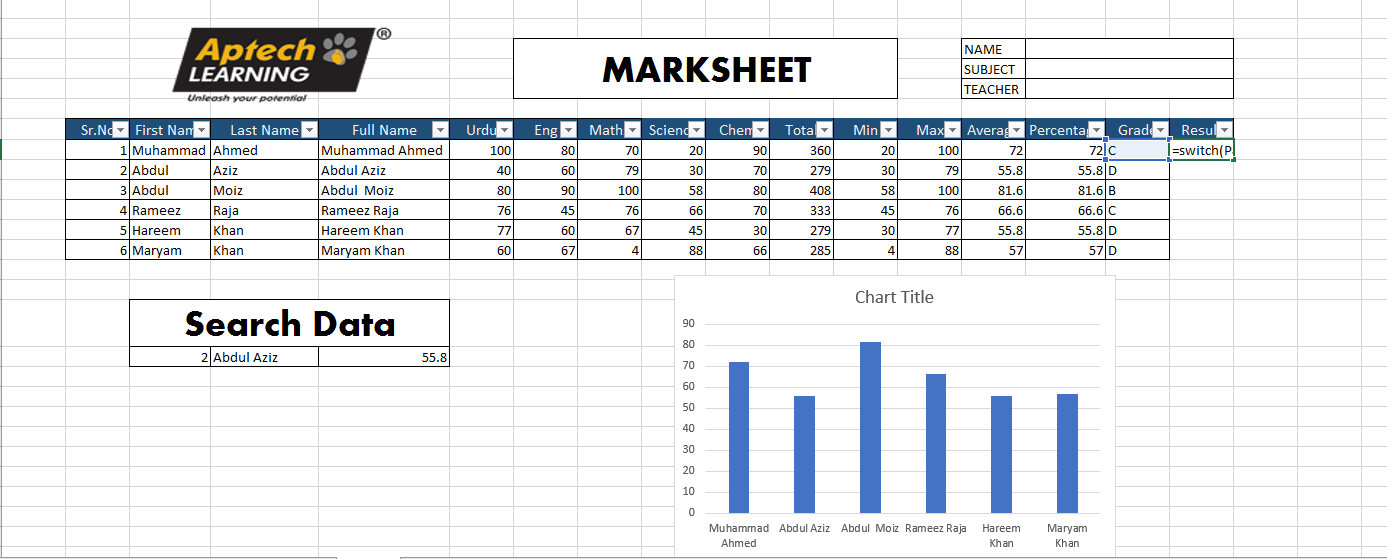 Aptech ®
LEARNING
Unleash your potential
MARKSHEET
NAME
SUBJECT
TEACHER
Sr.No First Nam Last Name Full Name Urdu Eng Math Scienc Chem Total Min Max Averag Percenta Grade Resul
1 Muhammad Ahmed Muhammad Ahmed 100 80 70 20 90 360 20 100 72 72 C =switch(P
2 Abdul Aziz Abdul Aziz 40 60 79 30 70 279 30 79 55.8 55.8 D
3 Abdul Moiz Abdul Moiz 80 90 100 58 80 408 58 100 81.6 81.6 B
4 Rameez Raja Rameez Raja 76 45 76 66 70 333 45 76 66.6 66.6 C
5 Hareem Khan Hareem Khan 77 60 67 45 30 279 30 77 55.8 55.8 D
6 Maryam Khan Maryam Khan 60 67 4 88 66 285 4 88 57 57 D
Search Data
2 Abdul Aziz 55.8
Chart Title
90
80
70
60
50
40
30
20
10
0
Muhammad Ahmed
Abdul Aziz
Abdul Moiz
Rameez Raja
Hareem Khan
Maryam Khan